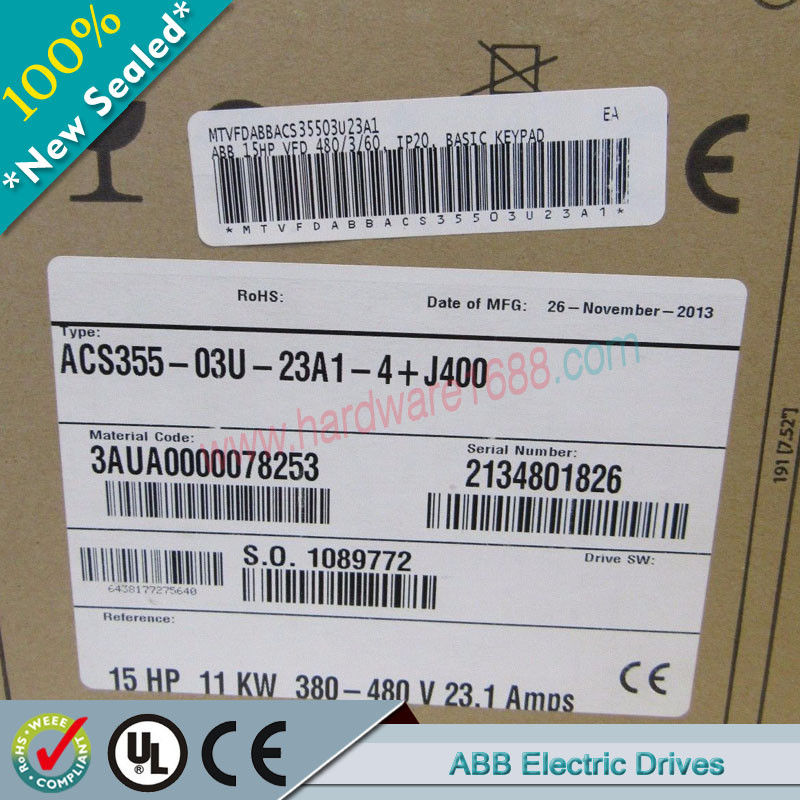 100%
*New Sealed*
MTVFDABBACS35503U23A1
EA
ABB 15HP VFD 480/3/60, IP20, BASIC KEYPAD
*MTVFDABBACS35503U23A1*
RoHS:
Date of MFG: 26-November-2013
Type:
ACS355-03U-23A1-4+J400
www.hardware1688.com
Material Code:
3AUA0000078253
Serial Number:
2134801826
191 [7.52"]
S.O. 1089772
Drive SW:
6438177275640
Reference:
15 HP 11 KW 380-480 V 23.1 Amps
CE
CE
RoHS-WEEE
COMPLIANT
UL
CE
ABB Electric Drives